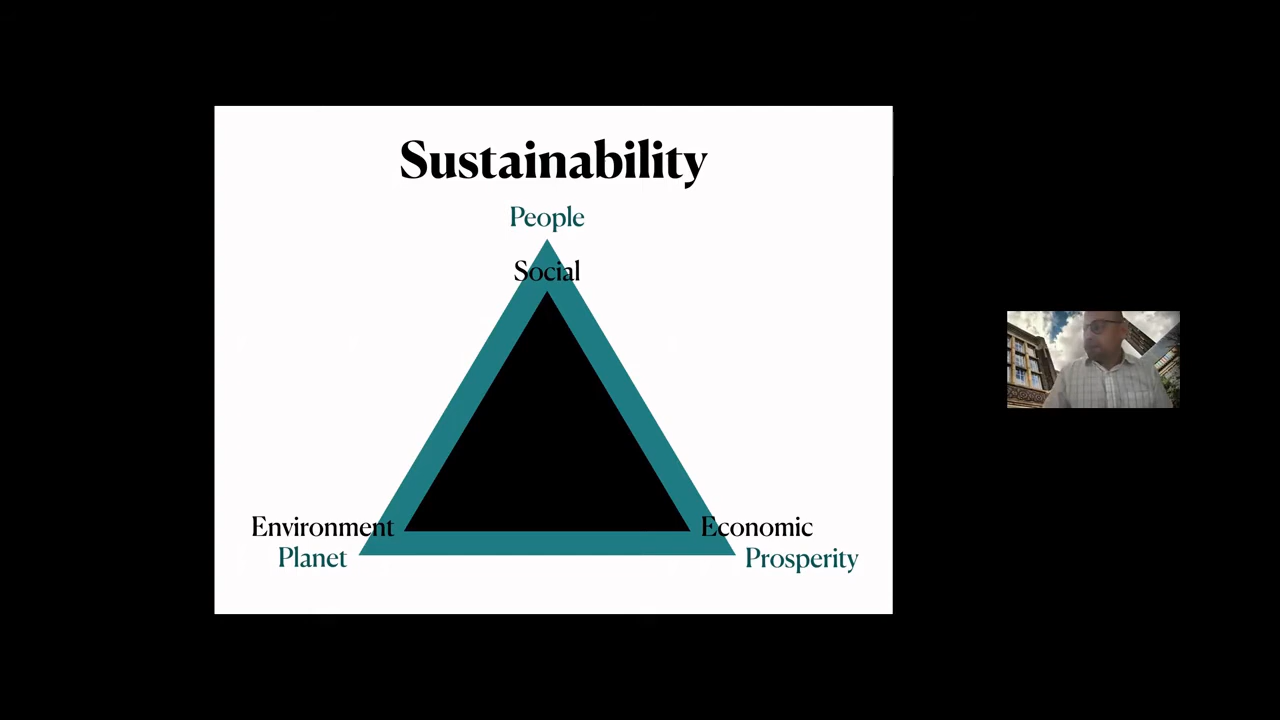 Sustainability
People
Social
Environment
Economic
Planet
Prosperity